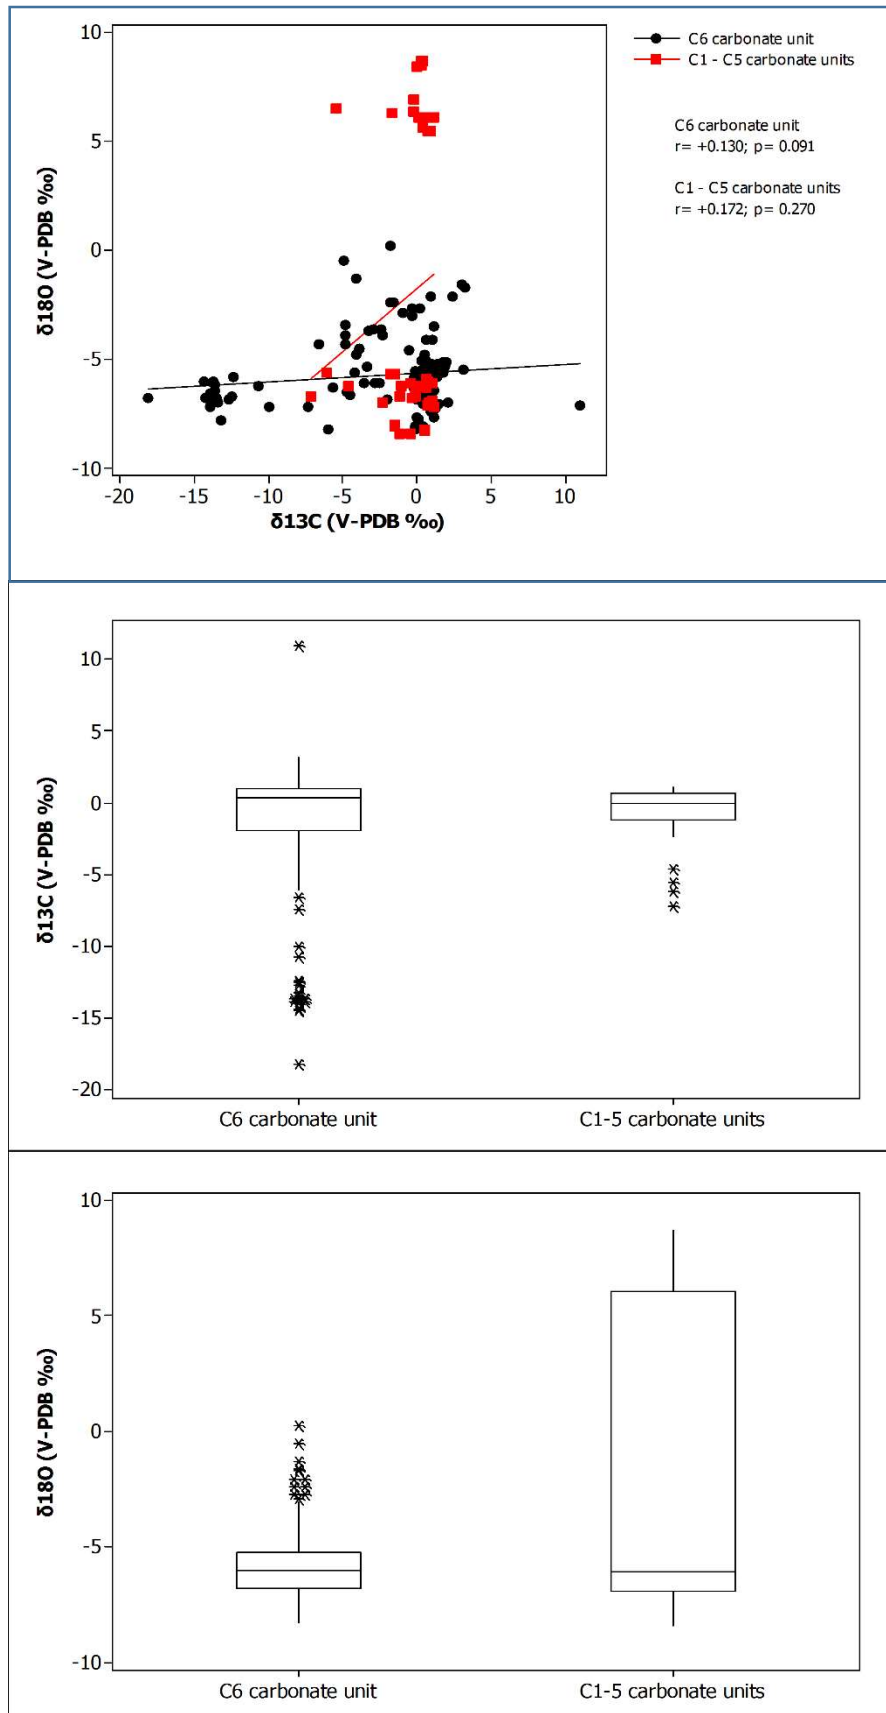 10
5
0
-5
-10
δ18O (V-PDB ‰)
-20 -15 -10 -5 0 5 10
δ13C (V-PDB ‰)
C6 carbonate unit
C1 - C5 carbonate units
C6 carbonate unit
r= +0.130; p= 0.091
C1 - C5 carbonate units
r= +0.172; p= 0.270
10
5
0
-5
-10
-15
-20
δ13C (V-PDB ‰)
C6 carbonate unit C1-5 carbonate units
10
5
0
-5
-10
δ18O (V-PDB ‰)
C6 carbonate unit C1-5 carbonate units